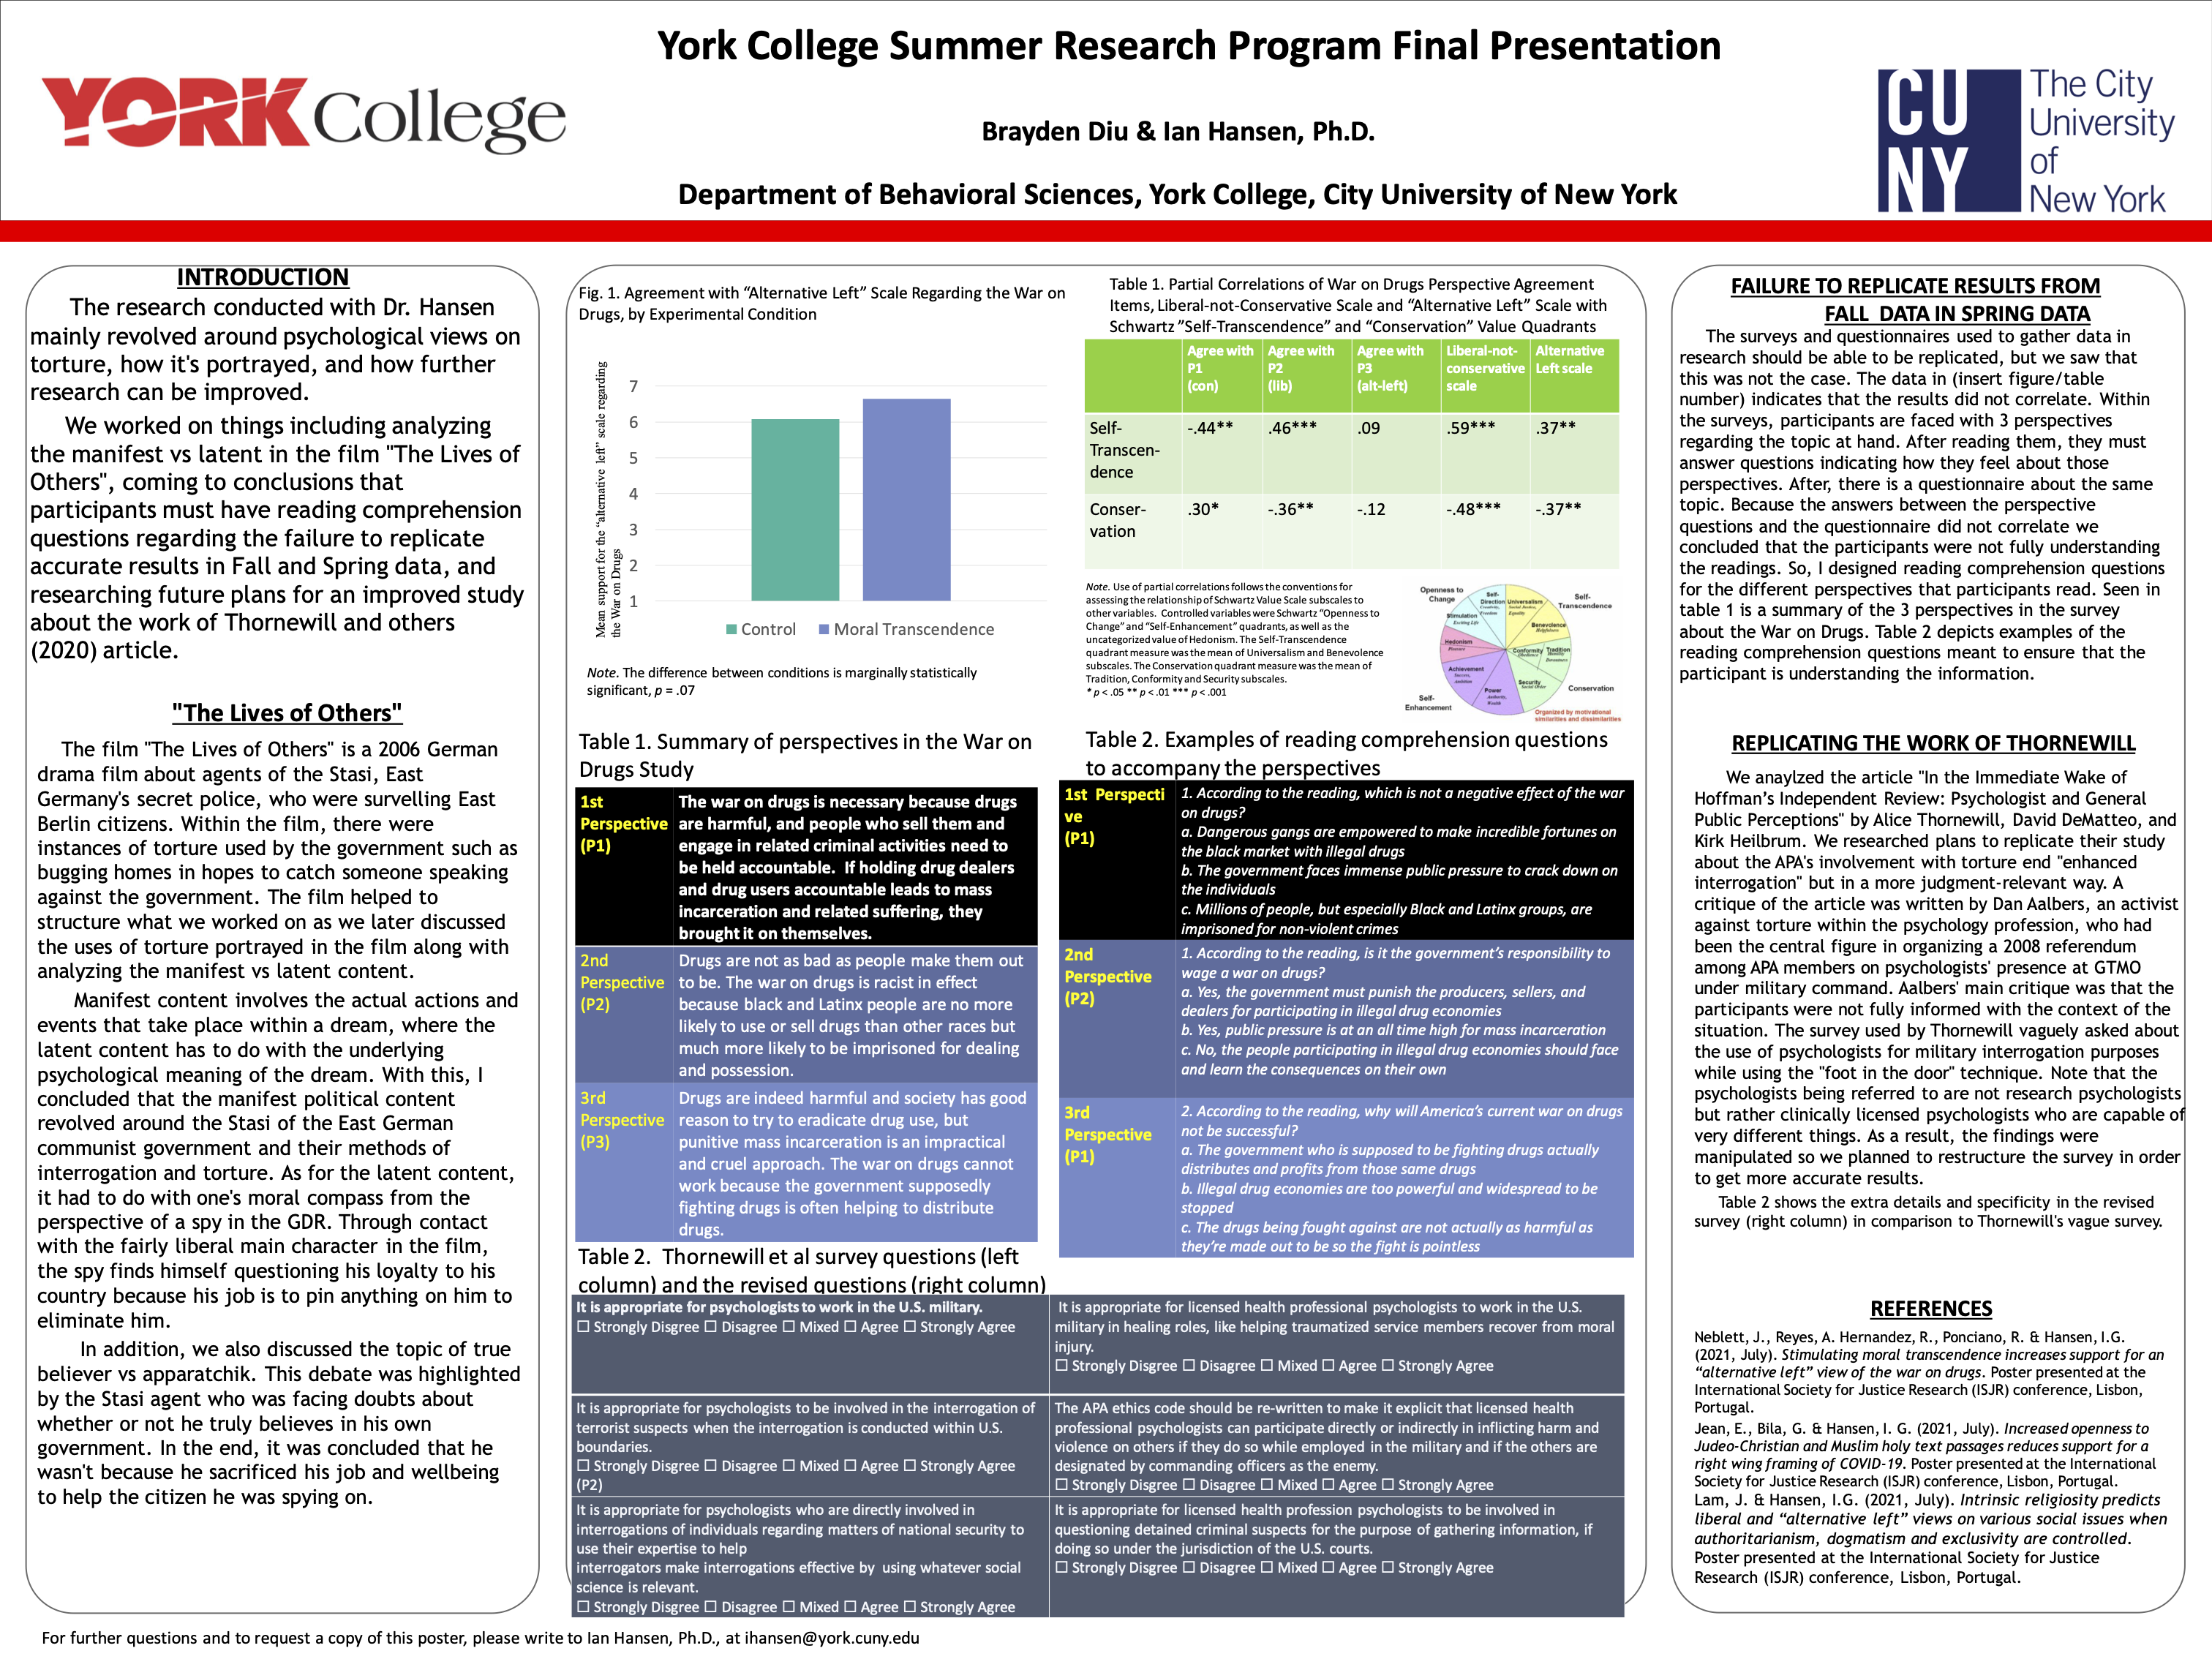 York College Summer Research Program Final Presentation
YORK College
Brayden Diu & Ian Hansen, Ph.D.
Department of Behavioral Sciences, York College, City University of New York
CU
NY
The City
University
of
New York
INTRODUCTION
The research conducted with Dr. Hansen
mainly revolved around psychological views on
torture, how it's portrayed, and how further
research can be improved.
We worked on things including analyzing
the manifest vs latent in the film "The Lives of
Others", coming to conclusions that
participants must have reading comprehension
questions regarding the failure to replicate
accurate results in Fall and Spring data, and
researching future plans for an improved study
about the work of Thornewill and others
(2020) article.
"The Lives of Others"
The film "The Lives of Others" is a 2006 German
drama film about agents of the Stasi, East
Germany's secret police, who were survelling East
Berlin citizens. Within the film, there were
instances of torture used by the government such as
bugging homes in hopes to catch someone speaking
against the government. The film helped to
structure what we worked on as we later discussed
the uses of torture portrayed in the film along with
analyzing the manifest vs latent content.
Manifest content involves the actual actions and
events that take place within a dream, where the
latent content has to do with the underlying
psychological meaning of the dream. With this, I
concluded that the manifest political content
revolved around the Stasi of the East German
communist government and their methods of
interrogation and torture. As for the latent content,
it had to do with one's moral compass from the
perspective of a spy in the GDR. Through contact
with the fairly liberal main character in the film,
the spy finds himself questioning his loyalty to his
country because his job is to pin anything on him to
eliminate him.
In addition, we also discussed the topic of true
believer vs apparatchik. This debate was highlighted
by the Stasi agent who was facing doubts about
whether or not he truly believes in his own
government. In the end, it was concluded that he
wasn't because he sacrificed his job and wellbeing
to help the citizen he was spying on.
Fig. 1. Agreement with “Alternative Left” Scale Regarding the War on
Drugs, by Experimental Condition
Mean support for the “alternative left” scale regarding
the War on Drugs
7
6
5
4
3
2
1
Control Moral Transcendence
Note. The difference between conditions is marginally statistically
significant, p = .07
Table 1. Partial Correlations of War on Drugs Perspective Agreement
Items, Liberal-not-Conservative Scale and “Alternative Left” Scale with
Schwartz ”Self-Transcendence” and “Conservation” Value Quadrants
Agree with P1 (con) Agree with P2 (lib) Agree with P3 (alt-left) Liberal-not-conservative scale Alternative Left scale
Self-Transcen-dence -.44** .46*** .09 .59*** .37**
Conser-vation .30* -.36** -.12 -.48*** -.37**
Note. Use of partial correlations follows the conventions for
assessing the relationship of Schwartz Value Scale subscales to
other variables. Controlled variables were Schwartz “Openness to
Change” and “Self-Enhancement” quadrants, as well as the
uncategorized value of Hedonism. The Self-Transcendence
quadrant measure was the mean of Universalism and Benevolence
subscales. The Conservation quadrant measure was the mean of
Tradition, Conformity and Security subscales.
* p < .05 ** p < .01 *** p < .001
Openness to
Change
Self-
Transcendence
Self-
Direction
Universalism
Stimulation
Exciting Life
Benevolence
Helpfulness
Hedonism
Pleasure
Conformity
Tradition
Achievement
Security
Social Order
Power
Conservation
Self-
Enhancement
Organized by motivational
similarities and dissimilarities
Table 1. Summary of perspectives in the War on
Drugs Study
1st
Perspective
(P1)
The war on drugs is necessary because drugs
are harmful, and people who sell them and
engage in related criminal activities need to
be held accountable. If holding drug dealers
and drug users accountable leads to mass
incarceration and related suffering, they
brought it on themselves.
2nd
Perspective
(P2)
Drugs are not as bad as people make them out
to be. The war on drugs is racist in effect
because black and Latinx people are no more
likely to use or sell drugs than other races but
much more likely to be imprisoned for dealing
and possession.
3rd
Perspective
(P3)
Drugs are indeed harmful and society has good
reason to try to eradicate drug use, but
punitive mass incarceration is an impractical
and cruel approach. The war on drugs cannot
work because the government supposedly
fighting drugs is often helping to distribute
drugs.
Table 2. Examples of reading comprehension questions
to accompany the perspectives
1st Perspecti
ve
(P1)
1. According to the reading, which is not a negative effect of the war
on drugs?
a. Dangerous gangs are empowered to make incredible fortunes on
the black market with illegal drugs
b. The government faces immense public pressure to crack down on
the individuals
c. Millions of people, but especially Black and Latinx groups, are
imprisoned for non-violent crimes
2nd
Perspective
(P2)
1. According to the reading, is it the government’s responsibility to
wage a war on drugs?
a. Yes, the government must punish the producers, sellers, and
dealers for participating in illegal drug economies
b. Yes, public pressure is at an all time high for mass incarceration
c. No, the people participating in illegal drug economies should face
and learn the consequences on their own
3rd
Perspective
(P1)
2. According to the reading, why will America’s current war on drugs
not be successful?
a. The government who is supposed to be fighting drugs actually
distributes and profits from those same drugs
b. Illegal drug economies are too powerful and widespread to be
stopped
c. The drugs being fought against are not actually as harmful as
they’re made out to be so the fight is pointless
Table 2. Thornewill et al survey questions (left
column) and the revised questions (right column)
It is appropriate for psychologists to work in the U.S. military.
☐ Strongly Disgree ☐ Disagree ☐ Mixed ☐ Agree ☐ Strongly Agree
It is appropriate for licensed health professional psychologists to work in the U.S.
military in healing roles, like helping traumatized service members recover from moral
injury.
☐ Strongly Disgree ☐ Disagree ☐ Mixed ☐ Agree ☐ Strongly Agree
It is appropriate for psychologists to be involved in the interrogation of
terrorist suspects when the interrogation is conducted within U.S.
boundaries.
☐ Strongly Disgree ☐ Disagree ☐ Mixed ☐ Agree ☐ Strongly Agree
(P2)
The APA ethics code should be re-written to make it explicit that licensed health
professional psychologists can participate directly or indirectly in inflicting harm and
violence on others if they do so while employed in the military and if the others are
designated by commanding officers as the enemy.
☐ Strongly Disgree ☐ Disagree ☐ Mixed ☐ Agree ☐ Strongly Agree
It is appropriate for psychologists who are directly involved in
interrogations of individuals regarding matters of national security to
use their expertise to help
interrogators make interrogations effective by using whatever social
science is relevant.
☐ Strongly Disgree ☐ Disagree ☐ Mixed ☐ Agree ☐ Strongly Agree
It is appropriate for licensed health profession psychologists to be involved in
questioning detained criminal suspects for the purpose of gathering information, if
doing so under the jurisdiction of the U.S. courts.
☐ Strongly Disgree ☐ Disagree ☐ Mixed ☐ Agree ☐ Strongly Agree
FAILURE TO REPLICATE RESULTS FROM
FALL DATA IN SPRING DATA
The surveys and questionnaires used to gather data in
research should be able to be replicated, but we saw that
this was not the case. The data in (insert figure/table
number) indicates that the results did not correlate. Within
the surveys, participants are faced with 3 perspectives
regarding the topic at hand. After reading them, they must
answer questions indicating how they feel about those
perspectives. After, there is a questionnaire about the same
topic. Because the answers between the perspective
questions and the questionnaire did not correlate we
concluded that the participants were not fully understanding
the readings. So, I designed reading comprehension questions
for the different perspectives that participants read. Seen in
table 1 is a summary of the 3 perspectives in the survey
about the War on Drugs. Table 2 depicts examples of the
reading comprehension questions meant to ensure that the
participant is understanding the information.
REPLICATING THE WORK OF THORNEWILL
We anaylzed the article "In the Immediate Wake of
Hoffman’s Independent Review: Psychologist and General
Public Perceptions" by Alice Thornewill, David DeMatteo, and
Kirk Heilbrum. We researched plans to replicate their study
about the APA's involvement with torture end "enhanced
interrogation" but in a more judgment-relevant way. A
critique of the article was written by Dan Aalbers, an activist
against torture within the psychology profession, who had
been the central figure in organizing a 2008 referendum
among APA members on psychologists' presence at GTMO
under military command. Aalbers' main critique was that the
participants were not fully informed with the context of the
situation. The survey used by Thornewill vaguely asked about
the use of psychologists for military interrogation purposes
while using the "foot in the door" technique. Note that the
psychologists being referred to are not research psychologists
but rather clinically licensed psychologists who are capable of
very different things. As a result, the findings were
manipulated so we planned to restructure the survey in order
to get more accurate results.
Table 2 shows the extra details and specificity in the revised
survey (right column) in comparison to Thornewill's vague survey.
REFERENCES
Neblett, J., Reyes, A. Hernandez, R., Ponciano, R. & Hansen, I.G.
(2021, July). Stimulating moral transcendence increases support for an
“alternative left” view of the war on drugs. Poster presented at the
International Society for Justice Research (ISJR) conference, Lisbon,
Portugal.
Jean, E., Bila, G. & Hansen, I. G. (2021, July). Increased openness to
Judeo-Christian and Muslim holy text passages reduces support for a
right wing framing of COVID-19. Poster presented at the International
Society for Justice Research (ISJR) conference, Lisbon, Portugal.
Lam, J. & Hansen, I.G. (2021, July). Intrinsic religiosity predicts
liberal and “alternative left” views on various social issues when
authoritarianism, dogmatism and exclusivity are controlled.
Poster presented at the International Society for Justice
Research (ISJR) conference, Lisbon, Portugal.
For further questions and to request a copy of this poster, please write to Ian Hansen, Ph.D., at ihansen@york.cuny.edu